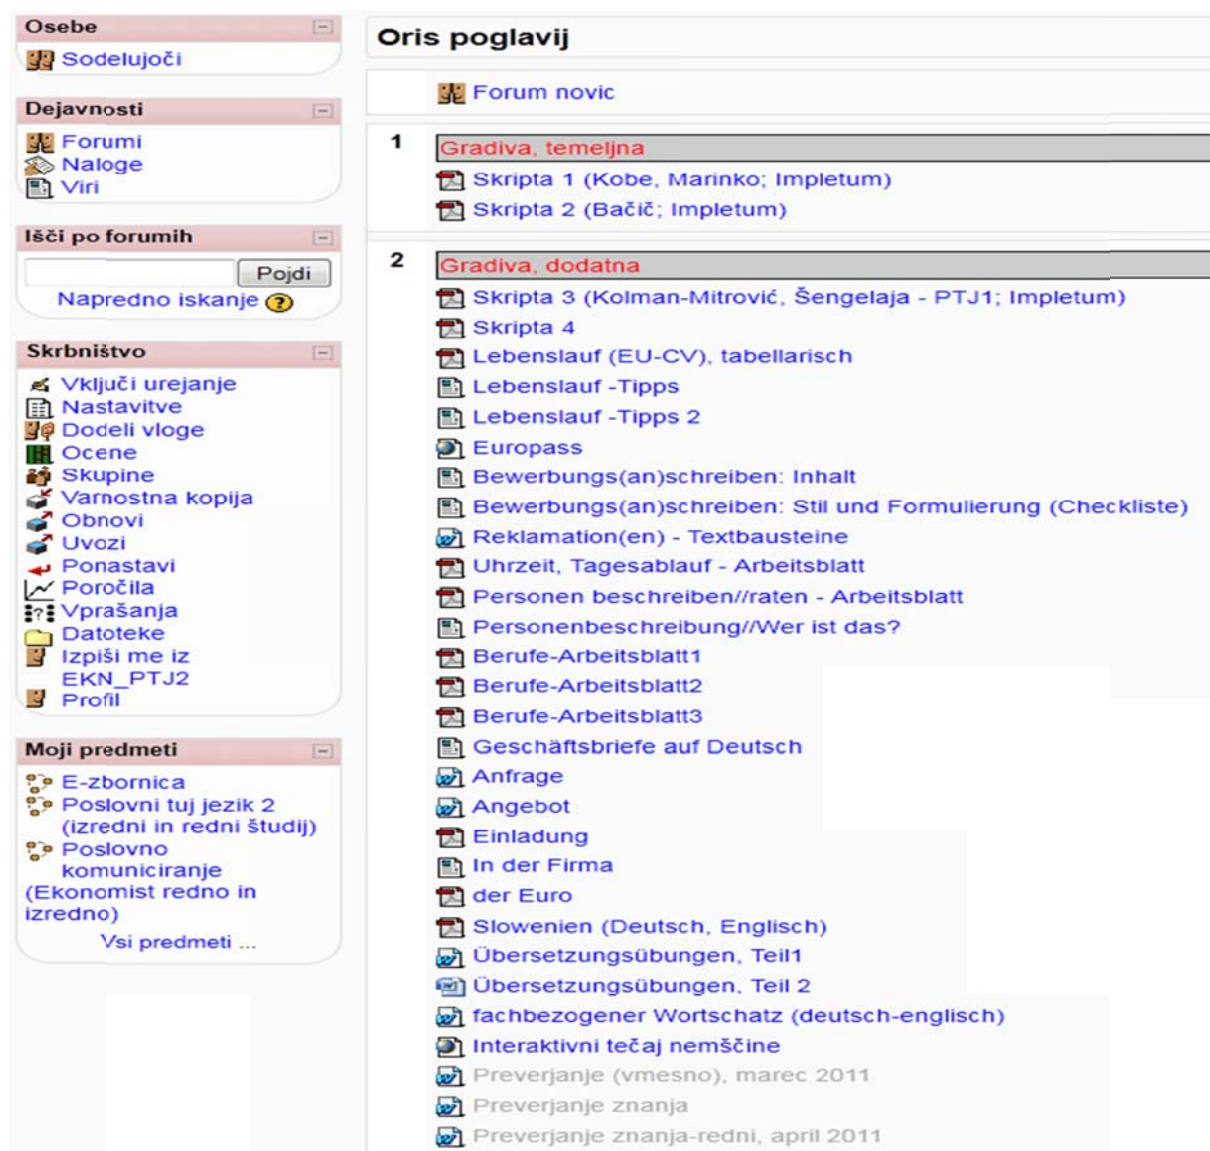 Osebe
Sodelujoči
Dejavnosti
Forumi
Naloge
Viri
Išči po forumih
Pojdi
Napredno iskanje ?
Skrbništvo
Vključi urejanje
Nastavitve
Dodeli vloge
Ocene
Skupine
Varnostna kopija
Obnovi
Uvozi
Ponastavi
Poročila
Vprašanja
Datoteke
Izpiši me iz
EKN_PTJ2
Profil
Moji predmeti
E-zbornica
Poslovni tuj jezik 2
(izredni in redni študij)
Poslovno
komuniciranje
(Ekonomist redno in
izredno)
Vsi predmeti ...
Oris poglavij
Forum novic
1
Gradiva, temeljna
Skripta 1 (Kobe, Marinko; Impletum)
Skripta 2 (Bačič; Impletum)
2
Gradiva, dodatna
Skripta 3 (Kolman-Mitrović, Šengelaja - PTJ1; Impletum)
Skripta 4
Lebenslauf (EU-CV), tabellarisch
Lebenslauf -Tipps
Lebenslauf -Tipps 2
Europass
Bewerbungs(an)schreiben: Inhalt
Bewerbungs(an)schreiben: Stil und Formulierung (Checkliste)
Reklamation(en) - Textbausteine
Uhrzeit, Tagesablauf - Arbeitsblatt
Personen beschreiben//raten - Arbeitsblatt
Personenbeschreibung//Wer ist das?
Berufe-Arbeitsblatt1
Berufe-Arbeitsblatt2
Berufe-Arbeitsblatt3
Geschäftsbriefe auf Deutsch
Anfrage
Angebot
Einladung
In der Firma
der Euro
Slowenien (Deutsch, Englisch)
Übersetzungsübungen, Teil1
Übersetzungsübungen, Teil 2
fachbezogener Wortschatz (deutsch-englisch)
Interaktivni tečaj nemščine
Preverjanje (vmesno), marec 2011
Preverjanje znanja
Preverjanje znanja-redni, april 2011